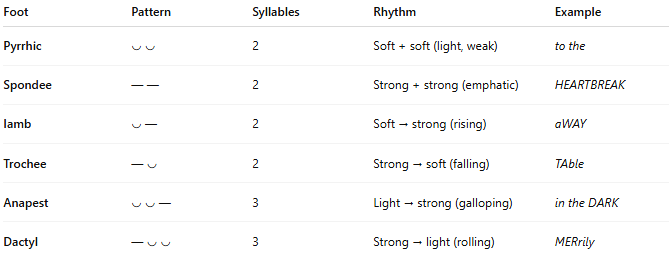 Foot Pattern Syllables Rhythm Example
Pyrrhic ◡ ◡ 2 Soft + soft (light, weak) to the
Spondee — — 2 Strong + strong (emphatic) HEARTBREAK
Iamb ◡ — 2 Soft → strong (rising) aWAY
Trochee — ◡ 2 Strong → soft (falling) TAble
Anapest ◡ ◡ — 3 Light → strong (galloping) in the DARK
Dactyl — ◡ ◡ 3 Strong → light (rolling) MERrily